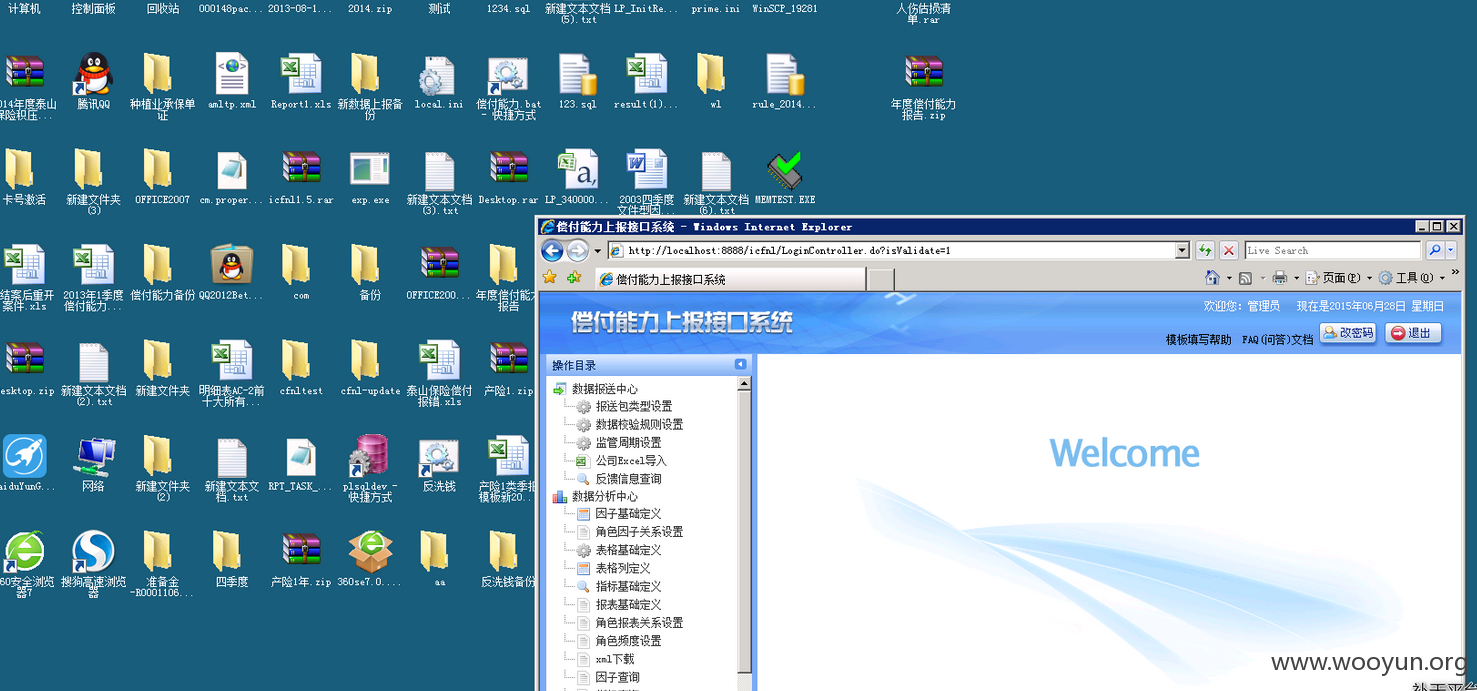 计算机 控制面板 回收站 000148pac... 2013-08-1... 2014.zip 测试 1234.sql 新建文本文档(5).txt LP_InitRe... prime.ini WinSCP_19281 人伤估损清单.rar
014年度泰山保险积压... 腾讯QQ 种植业承保单证 amltp.xml Report1.xls 新数据上报备份 local.ini 偿付能力.bat - 快捷方式 123.sql result(1)... wl rule_2014... 年度偿付能力报告.zip
卡号激活 新建文件夹(3) OFFICE2007 cm.proper... icfnl1.5.rar exp.exe 新建文本文档(3).txt Desktop.rar LP_340000... 2003四季度文件型因... 新建文本文档(6).txt MEMTEST.EXE
结案后重开案件.xls 2013年1季度偿付能力... 偿付能力备份 QQ2012Bet... com 备份 OFFICE200... 年度偿付能力报告
esktop.zip 新建文本文档(2).txt 新建文件夹 明细表AC-2前十大所有... cfnltest cfnl-update 泰山保险偿付报错.xls 产险1.zip
aiduYunG... 网络 新建文件夹(2) 新建文本文档.txt RPT_TASK_... plsqldev - 快捷方式 反洗钱 产险1类季报模板新20...
60安全浏览器7 搜狗高速浏览器 准备金-R0001106... 四季度 产险1年.zip 360se7.0.... aa 反洗钱备份
偿付能力上报接口系统 - Windows Internet Explorer
http://localhost:8888/icfnl/LoginController.do?isValidate=1
Live Search
偿付能力上报接口系统
页面(P) 工具(O)
欢迎您: 管理员 现在是2015年06月28日 星期日
偿付能力上报接口系统
模板填写帮助 FAQ(问答)文档 改密码 退出
操作目录
数据报送中心
报送包类型设置
数据校验规则设置
监管周期设置
公司Excel导入
反馈信息查询
数据分析中心
因子基础定义
角色因子关系设置
表格基础定义
表格列定义
指标基础定义
报表基础定义
角色报表关系设置
角色频度设置
xml下载
因子查询
Welcome
www.wooyun.org